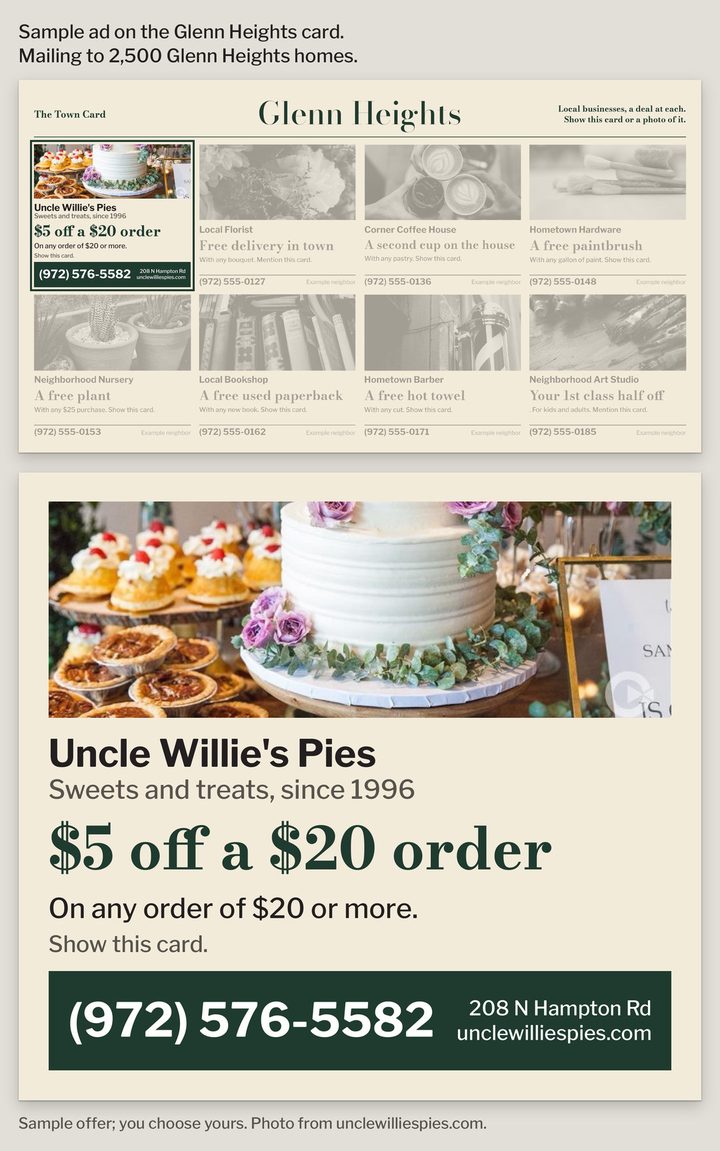 Sample ad on the Glenn Heights card.
Mailing to 2,500 Glenn Heights homes.
The Town Card
Glenn Heights
Local businesses, a deal at each.
Show this card or a photo of it.
Uncle Willie's Pies
Sweets and treats, since 1996
$5 off a $20 order
On any order of $20 or more.
Show this card.
(972) 576-5582
208 N Hampton Rd
unclewilliespies.com
Local Florist
Free delivery in town
With any bouquet. Mention this card.
(972) 555-0127
Example neighbor
Corner Coffee House
A second cup on the house
With any pastry. Show this card.
(972) 555-0136
Hometown Hardware
A free paintbrush
With any gallon of paint. Show this card.
(972) 555-0148
Example neighbor
Neighborhood Nursery
A free plant
With any $25 purchase. Show this card.
(972) 555-0153
Example neighbor
Local Bookshop
A free used paperback
With any new book. Show this card.
(972) 555-0162
Example neighbor
Hometown Barber
A free hot towel
With any cut. Show this card.
(972) 555-0171
Example neighbor
Neighborhood Art Studio
Your 1st class half off
For kids and adults. Mention this card.
(972) 555-0185
Example neighbor
SAN
IS C
Uncle Willie's Pies
Sweets and treats, since 1996
$5 off a $20 order
On any order of $20 or more.
Show this card.
(972) 576-5582
208 N Hampton Rd
unclewilliespies.com
Sample offer; you choose yours. Photo from unclewilliespies.com.